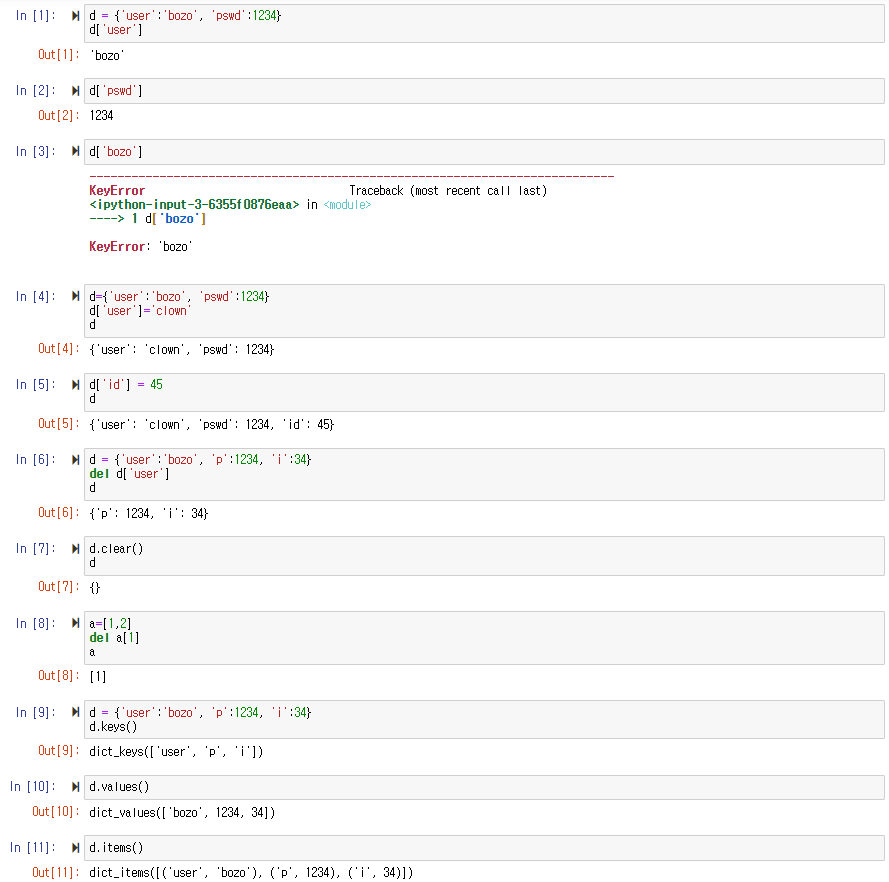 In [1]: d = {'user':'bozo', 'pswd':1234}
d['user']
Out[1]: 'bozo'
In [2]: d['pswd']
Out[2]: 1234
In [3]: d['bozo']
---------------------------------------------------------------------------
KeyError Traceback (most recent call last)
<ipython-input-3-6355f0876eaa> in <module>
----> 1 d['bozo']
KeyError: 'bozo'
In [4]: d={'user':'bozo', 'pswd':1234}
d['user']='clown'
d
Out[4]: {'user': 'clown', 'pswd': 1234}
In [5]: d['id'] = 45
d
Out[5]: {'user': 'clown', 'pswd': 1234, 'id': 45}
In [6]: d = {'user':'bozo', 'p':1234, 'i':34}
del d['user']
d
Out[6]: {'p': 1234, 'i': 34}
In [7]: d.clear()
d
Out[7]: {}
In [8]: a=[1,2]
del a[1]
a
Out[8]: [1]
In [9]: d = {'user':'bozo', 'p':1234, 'i':34}
d.keys()
Out[9]: dict_keys(['user', 'p', 'i'])
In [10]: d.values()
Out[10]: dict_values(['bozo', 1234, 34])
In [11]: d.items()
Out[11]: dict_items([('user', 'bozo'), ('p', 1234), ('i', 34)])